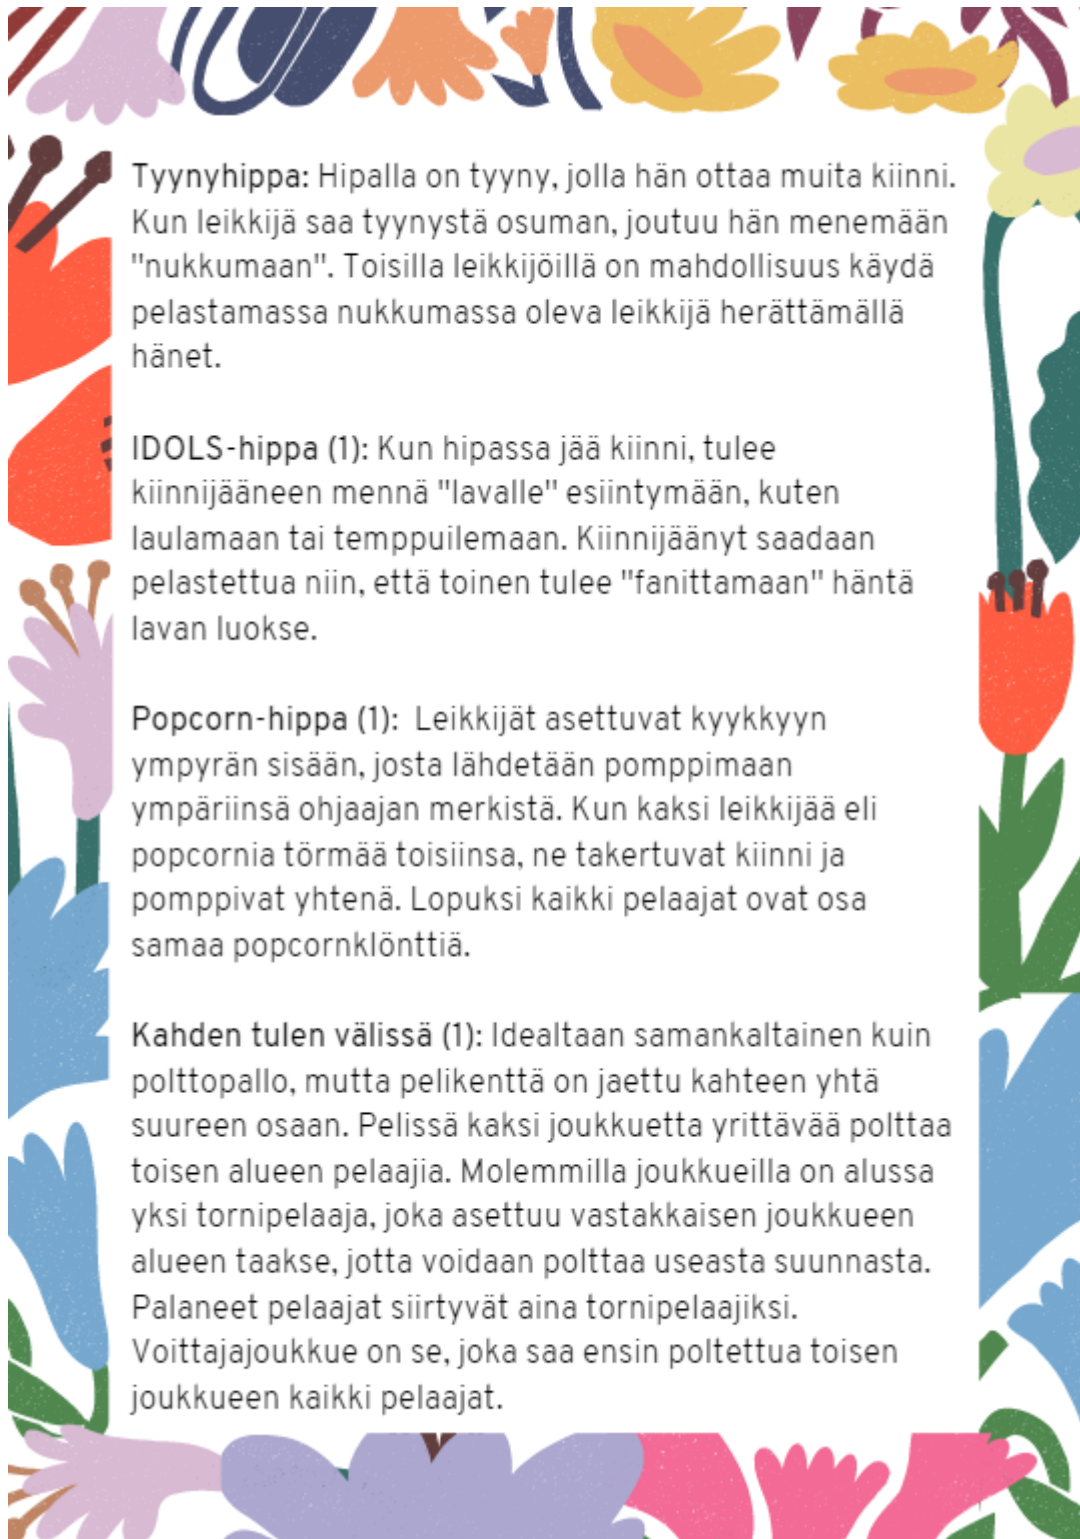 Tyynyhippa: Hipalla on tyyny, jolla hän ottaa muita kiinni.
Kun leikkijä saa tyynystä osuman, joutuu hän menemään
"nukkumaan". Toisilla leikkijöillä on mahdollisuus käydä
pelastamassa nukkumassa oleva leikkijä herättämällä
hänet.
IDOLS-hippa (1): Kun hipassa jää kiinni, tulee
kiinnijääneen mennä "lavalle" esiintymään, kuten
laulamaan tai temppuilemaan. Kiinnijäänyt saadaan
pelastettua niin, että toinen tulee "fanittamaan" häntä
lavan luokse.
Popcorn-hippa (1): Leikkijät asettuvat kyykkyyn
ympyrän sisään, josta lähdetään pomppimaan
ympäriinsä ohjaajan merkistä. Kun kaksi leikkijää eli
popcornia törmää toisiinsa, ne takertuvat kiinni ja
pomppivat yhtenä. Lopuksi kaikki pelaajat ovat osa
samaa popcornklönttiä.
Kahden tulen välissä (1): Idealtaan samankaltainen kuin
polttopallo, mutta pelikenttä on jaettu kahteen yhtä
suureen osaan. Pelissä kaksi joukkuetta yrittävää polttaa
toisen alueen pelaajia. Molemmilla joukkueilla on alussa
yksi tornipelaaja, joka asettuu vastakkaisen joukkueen
alueen taakse, jotta voidaan polttaa useasta suunnasta.
Palaneet pelaajat siirtyvät aina tornipelaajiksi.
Voittajajoukkue on se, joka saa ensin poltettua toisen
joukkueen kaikki pelaajat.